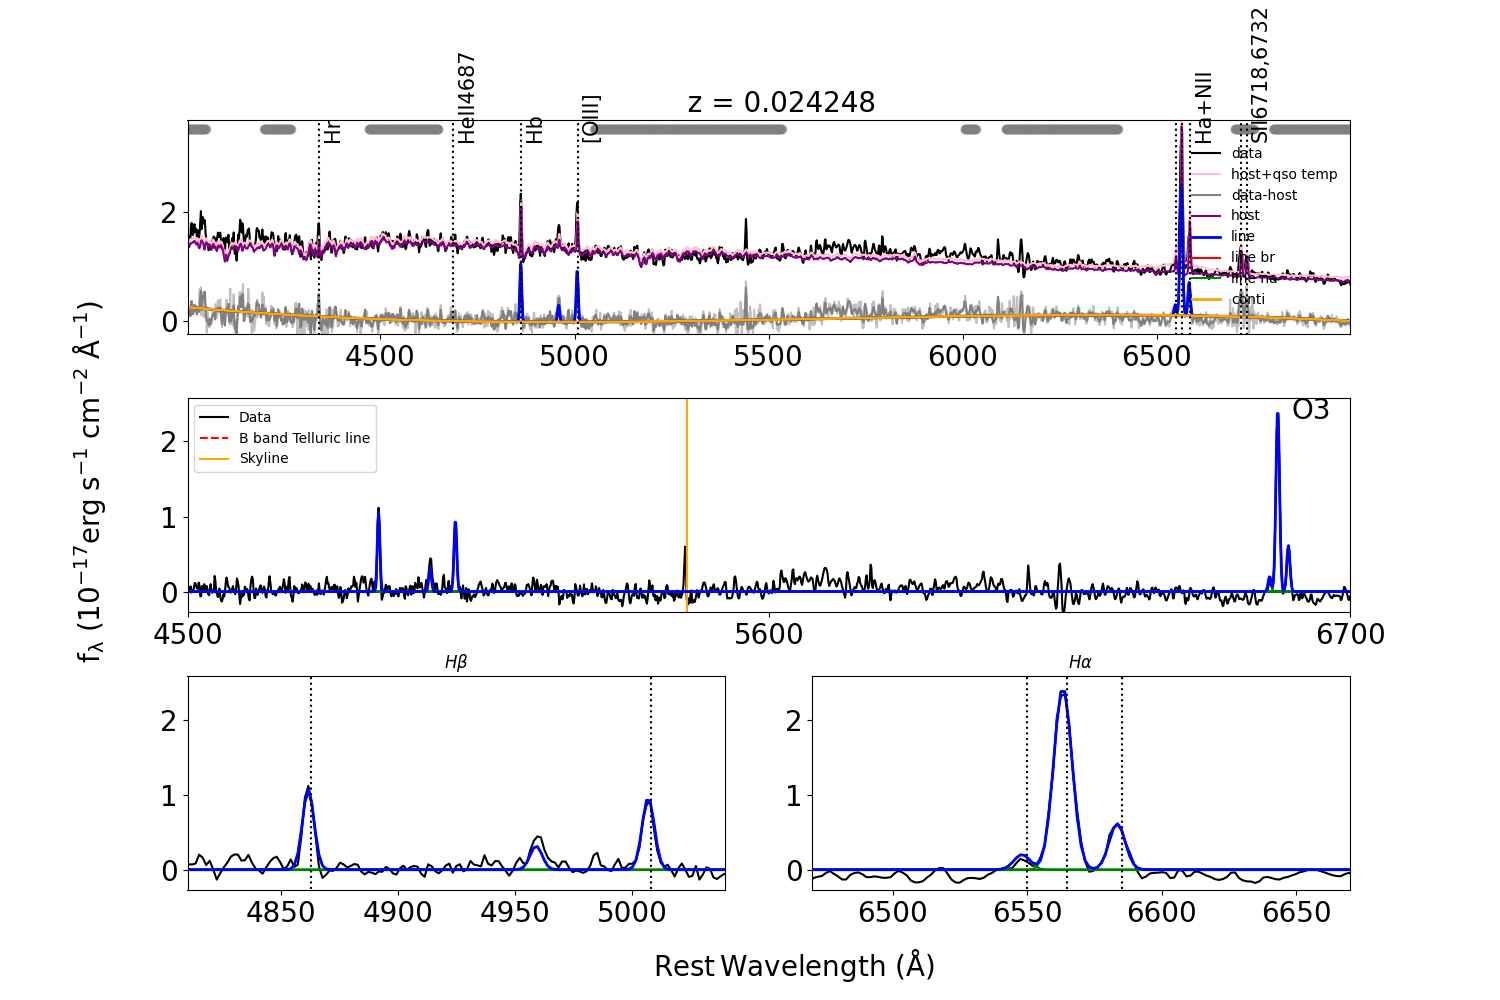 z = 0.024248
Hr
HeII4687
Hb
[OIII]
Ha+NII
SII6718,6732
data
host+qso temp
data-host
host
line
line br
line na
conti
2
0
4500 5000 5500 6000 6500
fλ (10⁻¹⁷erg s⁻¹ cm⁻² Å⁻¹)
Data
B band Telluric line
Skyline
O3
2
1
0
4500 5600 6700
Hβ
2
1
0
4850 4900 4950 5000
Hα
2
1
0
6500 6550 6600 6650
Rest Wavelength (Å)